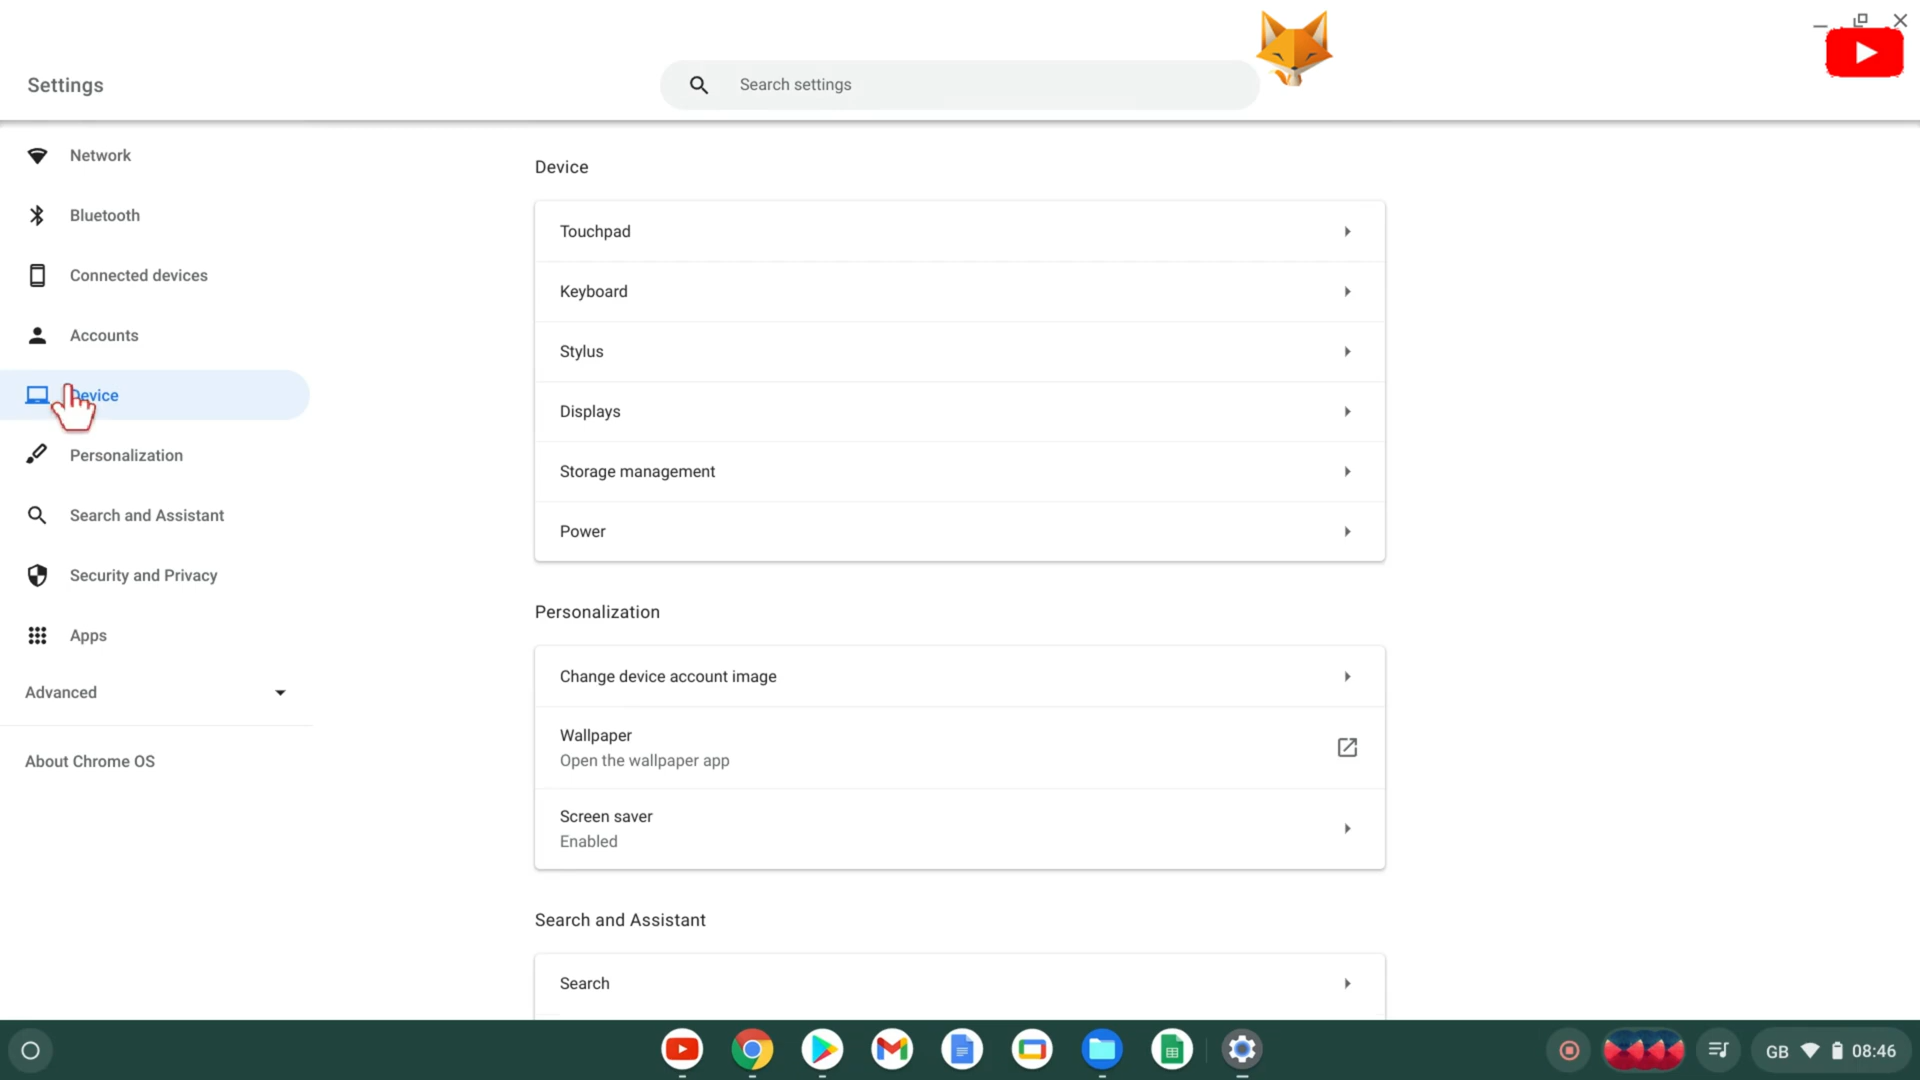 Settings
Search settings
Network
Bluetooth
Connected devices
Accounts
Device
Personalization
Search and Assistant
Security and Privacy
Apps
Advanced
About Chrome OS
Device
Touchpad
Keyboard
Stylus
Displays
Storage management
Power
Personalization
Change device account image
Wallpaper
Open the wallpaper app
Screen saver
Enabled
Search and Assistant
Search
GB 08:46